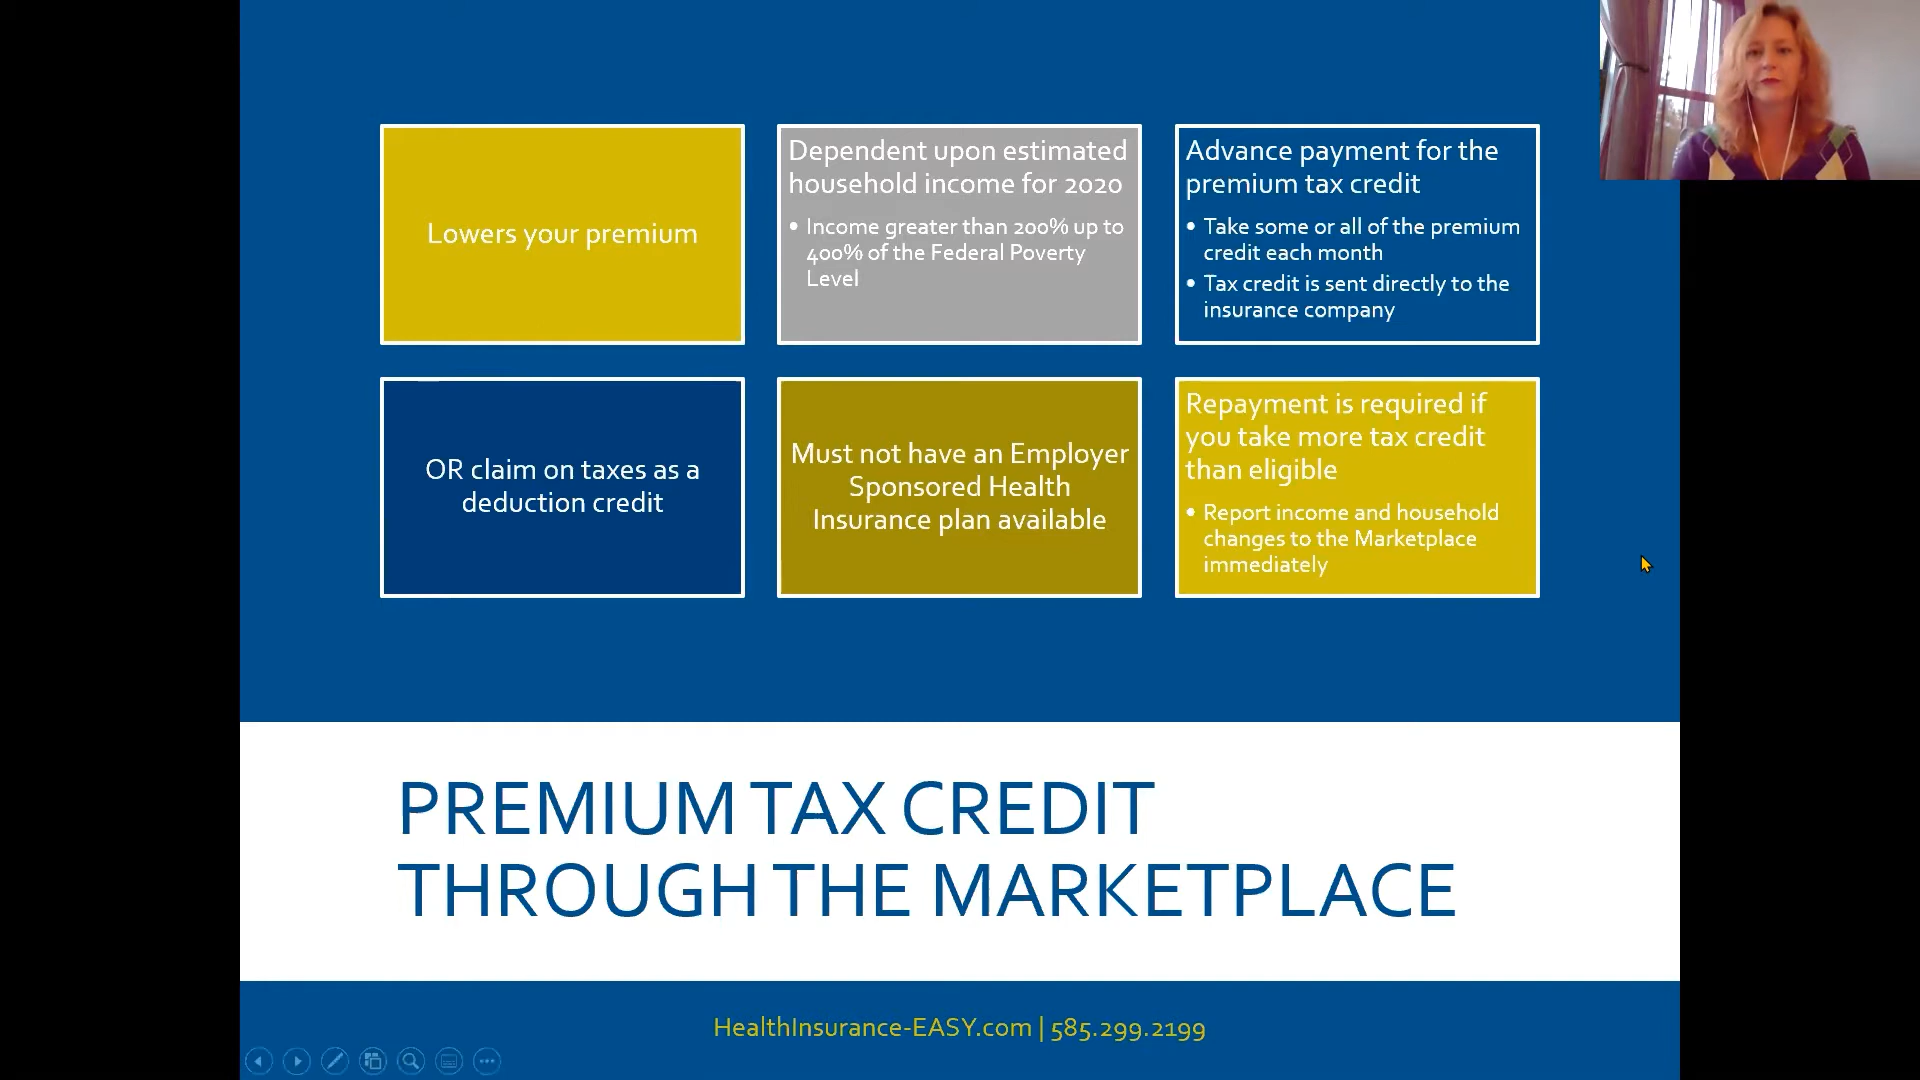 Lowers your premium
Dependent upon estimated
household income for 2020
• Income greater than 200% up to
400% of the Federal Poverty
Level
Advance payment for the
premium tax credit
• Take some or all of the premium
credit each month
• Tax credit is sent directly to the
insurance company
OR claim on taxes as a
deduction credit
Must not have an Employer
Sponsored Health
Insurance plan available
Repayment is required if
you take more tax credit
than eligible
• Report income and household
changes to the Marketplace
immediately
PREMIUM TAX CREDIT
THROUGH THE MARKETPLACE
HealthInsurance-EASY.com | 585.299.2199